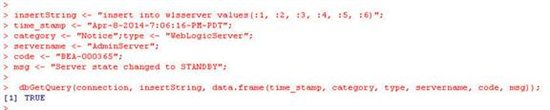 >
> insertString <- "insert into wlsserver values(:1, :2, :3, :4, :5, :6)";
> time_stamp <- "Apr-8-2014-7:06:16-PM-PDT";
> category <- "Notice";type <- "WebLogicServer";
> servername <- "AdminServer";
> code <- "BEA-000365";
> msg <- "Server state changed to STANDBY";
>
> dbGetQuery(connection, insertString, data.frame(time_stamp, category, type, servername, code, msg));
[1] TRUE
>